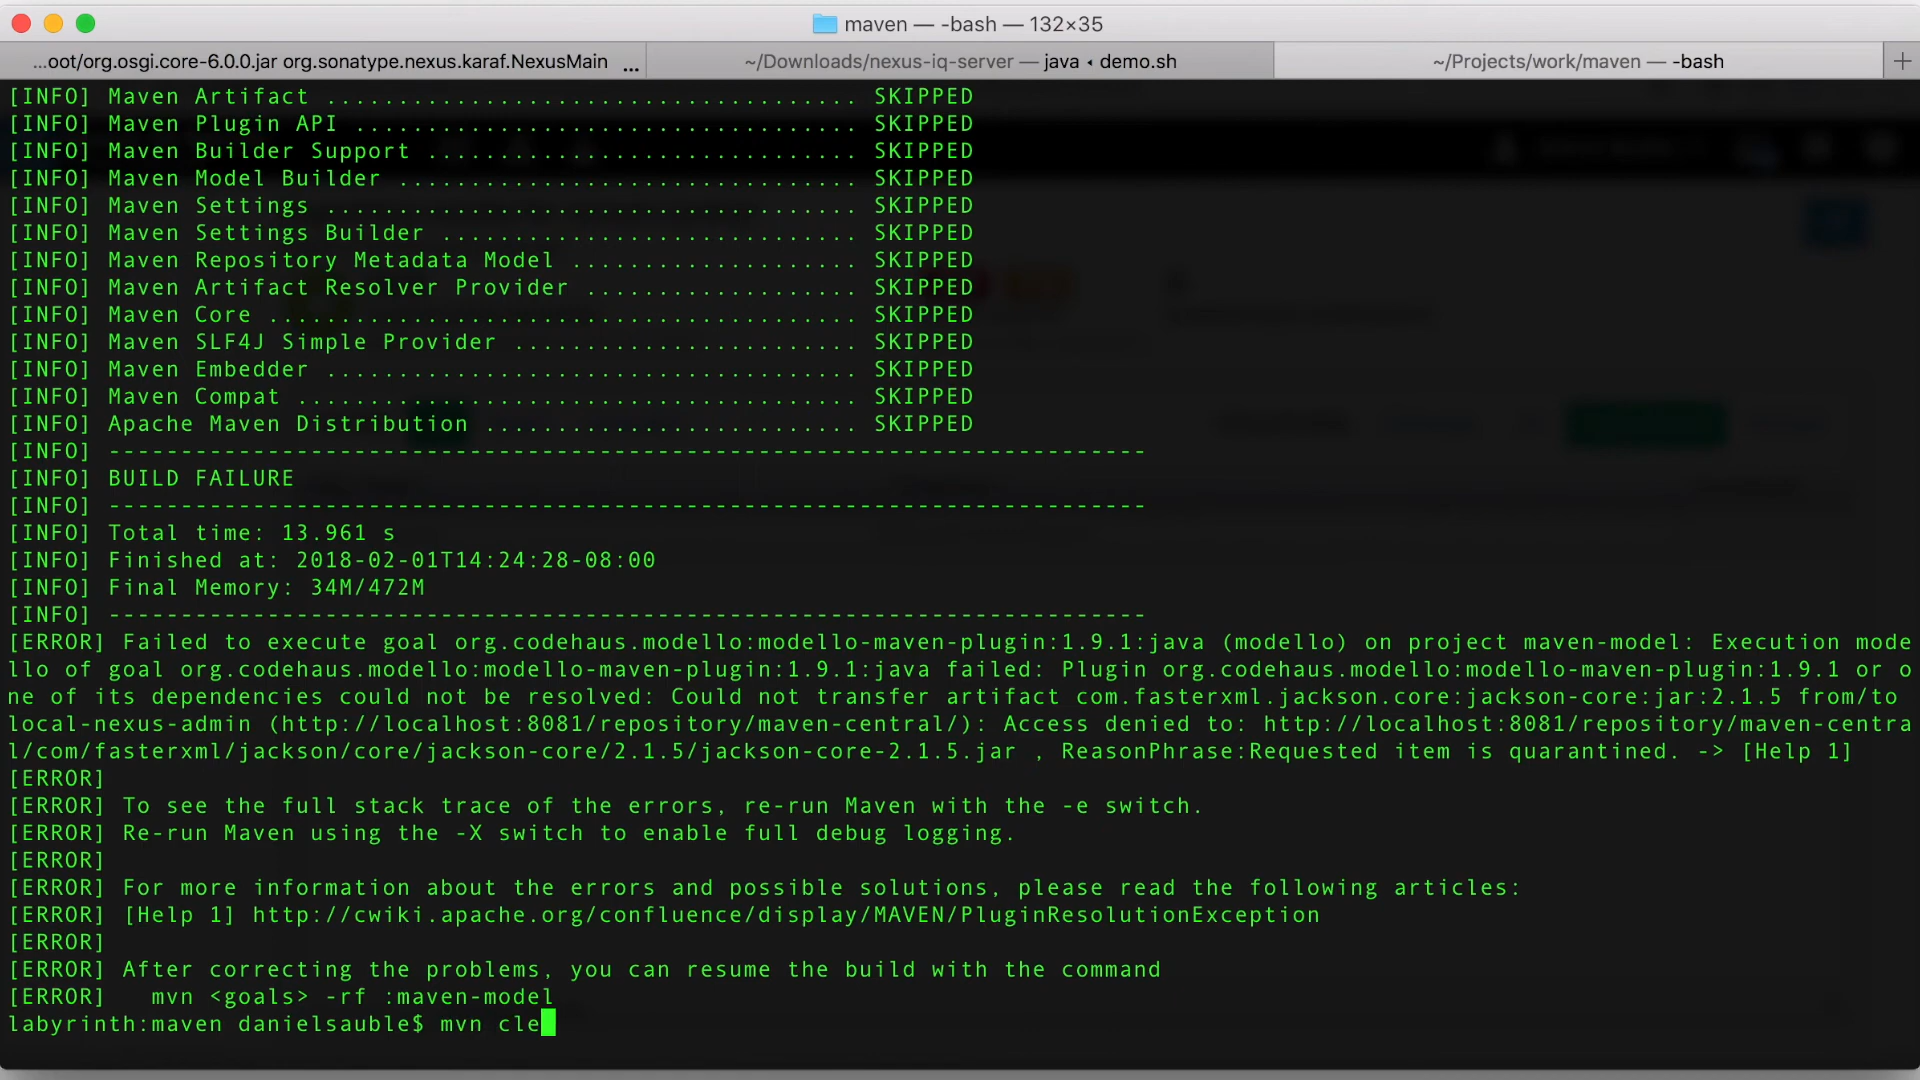 maven — -bash — 132×35
...oot/org.osgi.core-6.0.0.jar org.sonatype.nexus.karaf.NexusMain ... ~/Downloads/nexus-iq-server — java ◂ demo.sh ~/Projects/work/maven — -bash +
[INFO] Maven Artifact ..................................... SKIPPED
[INFO] Maven Plugin API ................................... SKIPPED
[INFO] Maven Builder Support .............................. SKIPPED
[INFO] Maven Model Builder ................................ SKIPPED
[INFO] Maven Settings ..................................... SKIPPED
[INFO] Maven Settings Builder ............................. SKIPPED
[INFO] Maven Repository Metadata Model .................... SKIPPED
[INFO] Maven Artifact Resolver Provider ................... SKIPPED
[INFO] Maven Core ......................................... SKIPPED
[INFO] Maven SLF4J Simple Provider ........................ SKIPPED
[INFO] Maven Embedder ..................................... SKIPPED
[INFO] Maven Compat ....................................... SKIPPED
[INFO] Apache Maven Distribution .......................... SKIPPED
[INFO] ------------------------------------------------------------------------
[INFO] BUILD FAILURE
[INFO] ------------------------------------------------------------------------
[INFO] Total time: 13.961 s
[INFO] Finished at: 2018-02-01T14:24:28-08:00
[INFO] Final Memory: 34M/472M
[INFO] ------------------------------------------------------------------------
[ERROR] Failed to execute goal org.codehaus.modello:modello-maven-plugin:1.9.1:java (modello) on project maven-model: Execution mode
llo of goal org.codehaus.modello:modello-maven-plugin:1.9.1:java failed: Plugin org.codehaus.modello:modello-maven-plugin:1.9.1 or o
ne of its dependencies could not be resolved: Could not transfer artifact com.fasterxml.jackson.core:jackson-core:jar:2.1.5 from/to
local-nexus-admin (http://localhost:8081/repository/maven-central/): Access denied to: http://localhost:8081/repository/maven-centra
l/com/fasterxml/jackson/core/jackson-core/2.1.5/jackson-core-2.1.5.jar , ReasonPhrase:Requested item is quarantined. -> [Help 1]
[ERROR]
[ERROR] To see the full stack trace of the errors, re-run Maven with the -e switch.
[ERROR] Re-run Maven using the -X switch to enable full debug logging.
[ERROR]
[ERROR] For more information about the errors and possible solutions, please read the following articles:
[ERROR] [Help 1] http://cwiki.apache.org/confluence/display/MAVEN/PluginResolutionException
[ERROR]
[ERROR] After correcting the problems, you can resume the build with the command
[ERROR]   mvn <goals> -rf :maven-model
labyrinth:maven danielsauble$ mvn cle